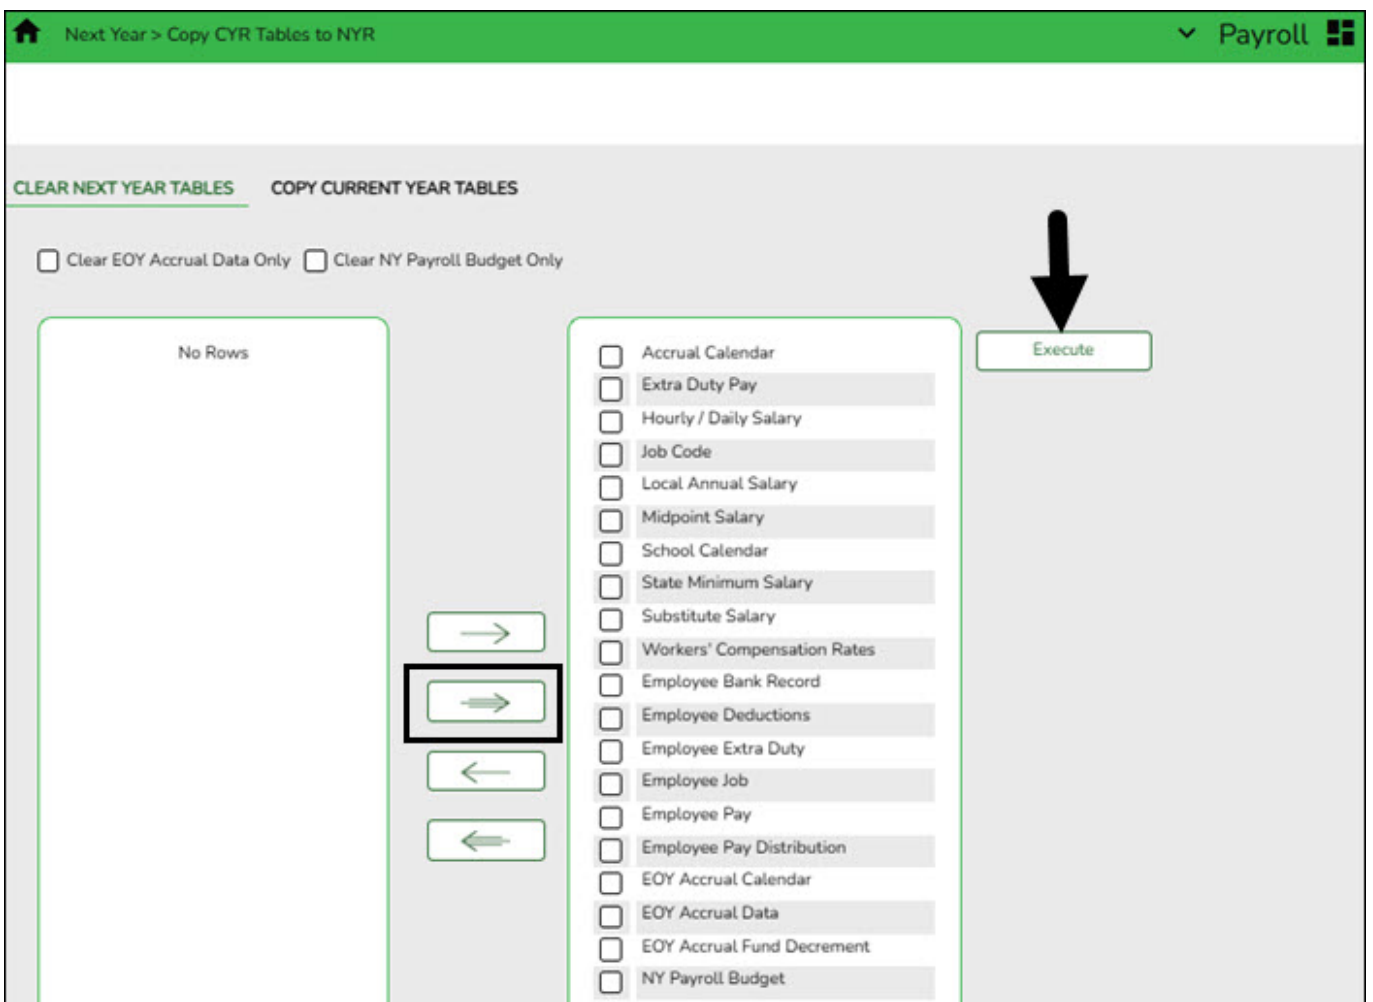 Next Year > Copy CYR Tables to NYR
Payroll
CLEAR NEXT YEAR TABLES
COPY CURRENT YEAR TABLES
Clear EOY Accrual Data Only
Clear NY Payroll Budget Only
No Rows
Accrual Calendar
Extra Duty Pay
Hourly / Daily Salary
Job Code
Local Annual Salary
Midpoint Salary
School Calendar
State Minimum Salary
Substitute Salary
Workers' Compensation Rates
Employee Bank Record
Employee Deductions
Employee Extra Duty
Employee Job
Employee Pay
Employee Pay Distribution
EOY Accrual Calendar
EOY Accrual Data
EOY Accrual Fund Decrement
NY Payroll Budget
Execute